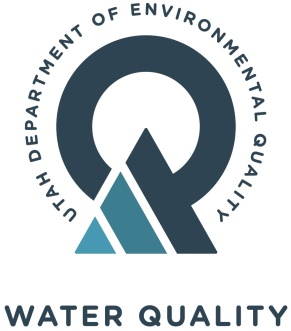 UTAH DEPARTMENT OF ENVIRONMENTAL QUALITY
WATER QUALITY